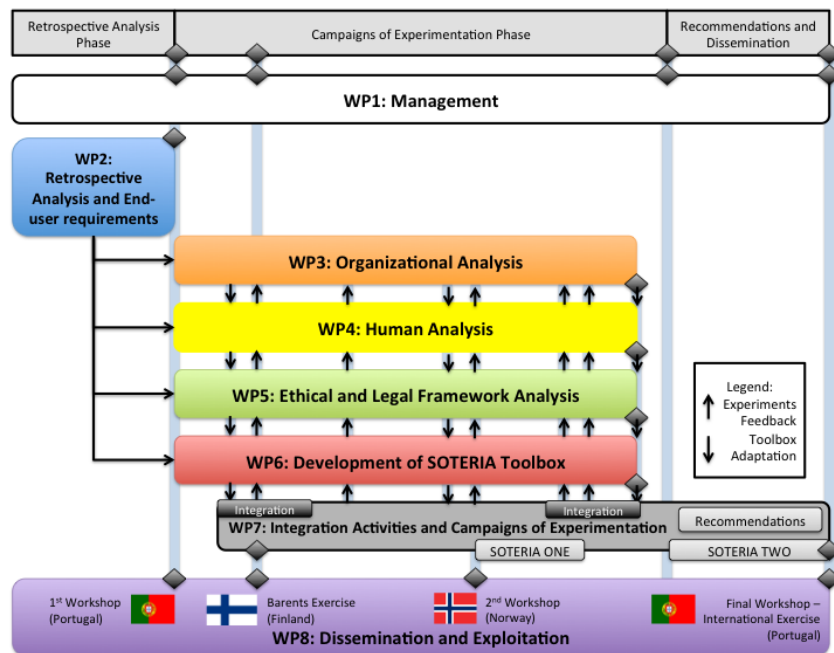 Retrospective Analysis
Phase
Campaigns of Experimentation Phase
Recommendations and
Dissemination
WP1: Management
WP2:
Retrospective
Analysis and End-
user requirements
WP3: Organizational Analysis
WP4: Human Analysis
WP5: Ethical and Legal Framework Analysis
WP6: Development of SOTERIA Toolbox
Legend:
Experiments
Feedback
Toolbox
Adaptation
Integration
Integration
WP7: Integration Activities and Campaigns of Experimentation
Recommendations
SOTERIA ONE
SOTERIA TWO
1st Workshop
(Portugal)
Barents Exercise
(Finland)
2nd Workshop
(Norway)
Final Workshop –
International Exercise
(Portugal)
WP8: Dissemination and Exploitation